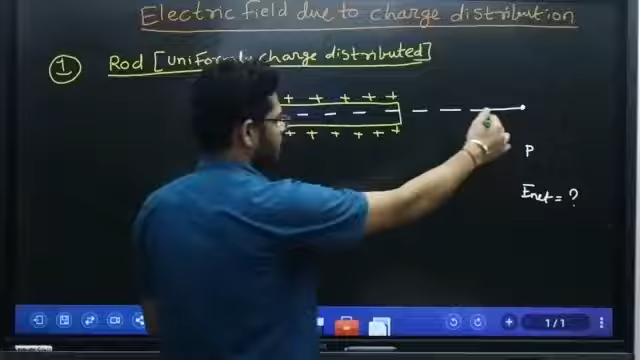 Electric field due to charge distribution
1 Rod [uniformly charge distributed]
+ + + + +
+ + + + +
P
Enet = ?
1/1